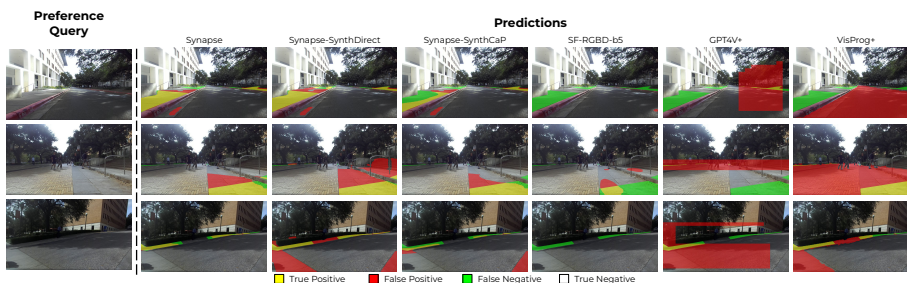 Preference
Query
Predictions
Synapse
Synapse-SynthDirect
Synapse-SynthCaP
SF-RGBD-b5
GPT4V+
VisProg+
True Positive
False Positive
False Negative
True Negative